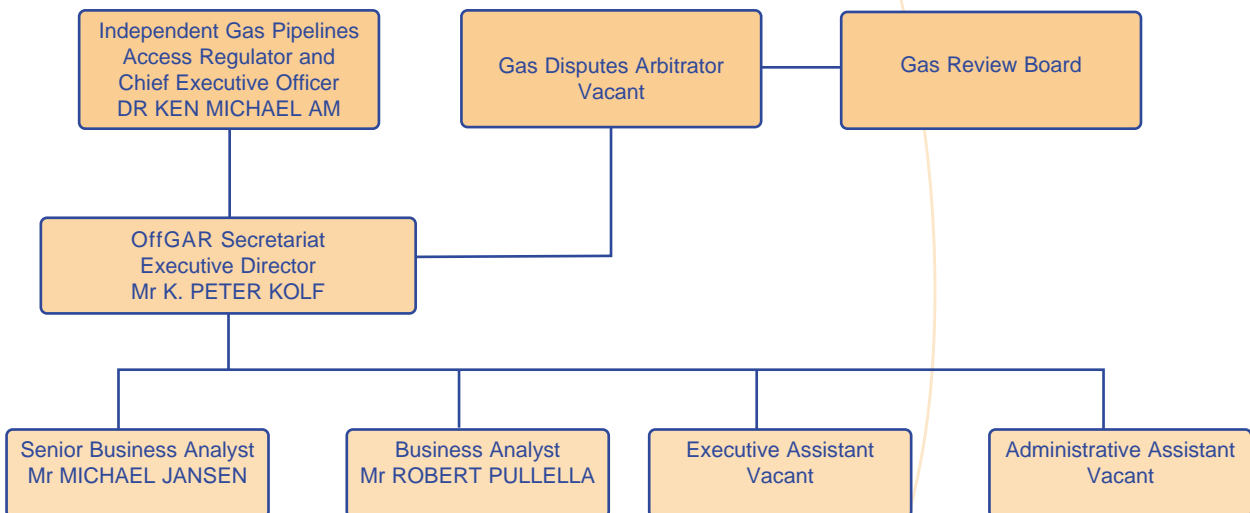 Independent Gas Pipelines
Access Regulator and
Chief Executive Officer
DR KEN MICHAEL AM
Gas Disputes Arbitrator
Vacant
Gas Review Board
OffGAR Secretariat
Executive Director
Mr K. PETER KOLF
Senior Business Analyst
Mr MICHAEL JANSEN
Business Analyst
Mr ROBERT PULLELLA
Executive Assistant
Vacant
Administrative Assistant
Vacant